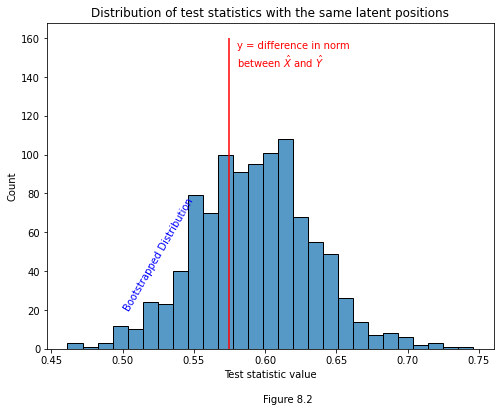 Distribution of test statistics with the same latent positions
160
140
120
100
80
60
40
20
0
Count
y = difference in norm
between X̂ and Ŷ
Bootstrapped Distribution
0.45
0.50
0.55
0.60
0.65
0.70
0.75
Test statistic value
Figure 8.2